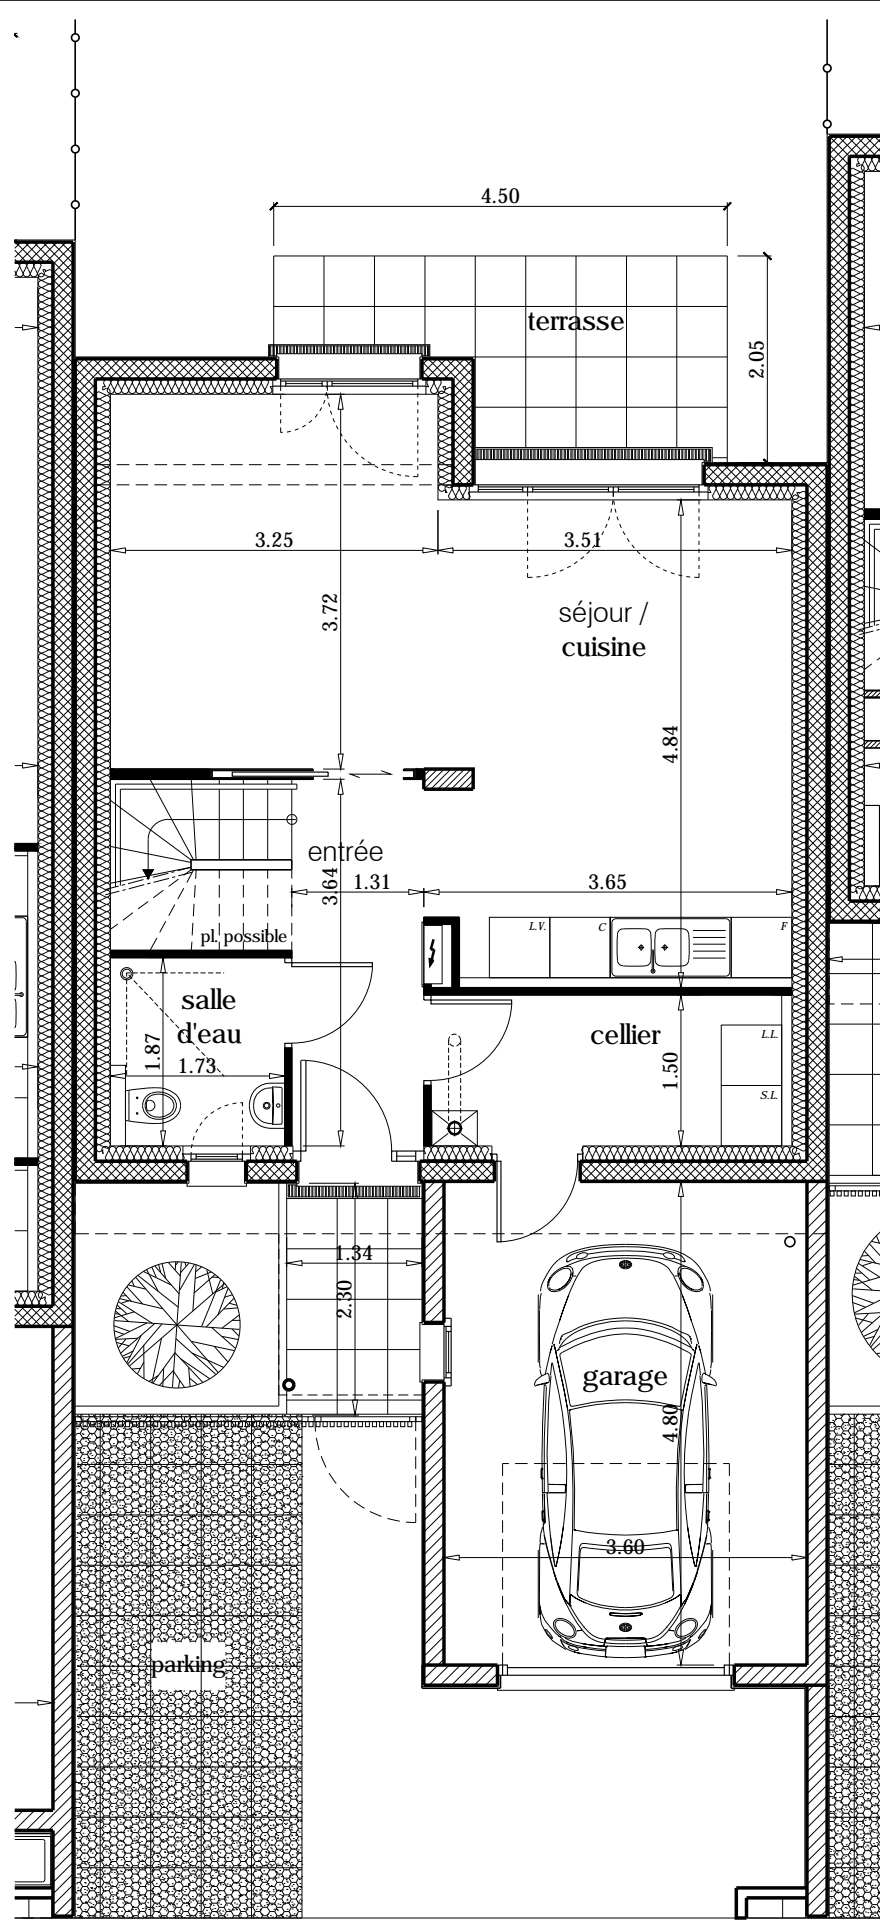 4.50
terrasse
2.05
3.25
3.51
3.72
séjour /
cuisine
4.84
entrée
3.64
1.31
3.65
pl. possible
L.V.
C
F
salle
d'eau
1.87
1.73
cellier
1.50
L.L.
S.L.
1.34
2.30
garage
4.80
3.60
parking